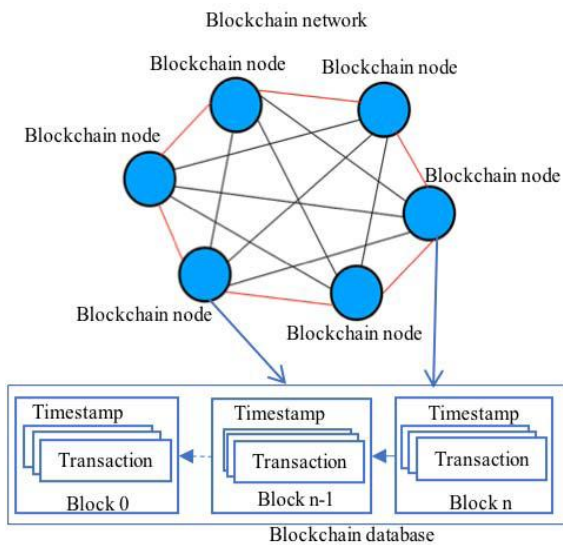 Blockchain network
Blockchain node
Blockchain node
Blockchain node
Blockchain node
Blockchain node
Blockchain node
Timestamp
Transaction
Block 0
Timestamp
Transaction
Block n-1
Timestamp
Transaction
Block n
Blockchain database